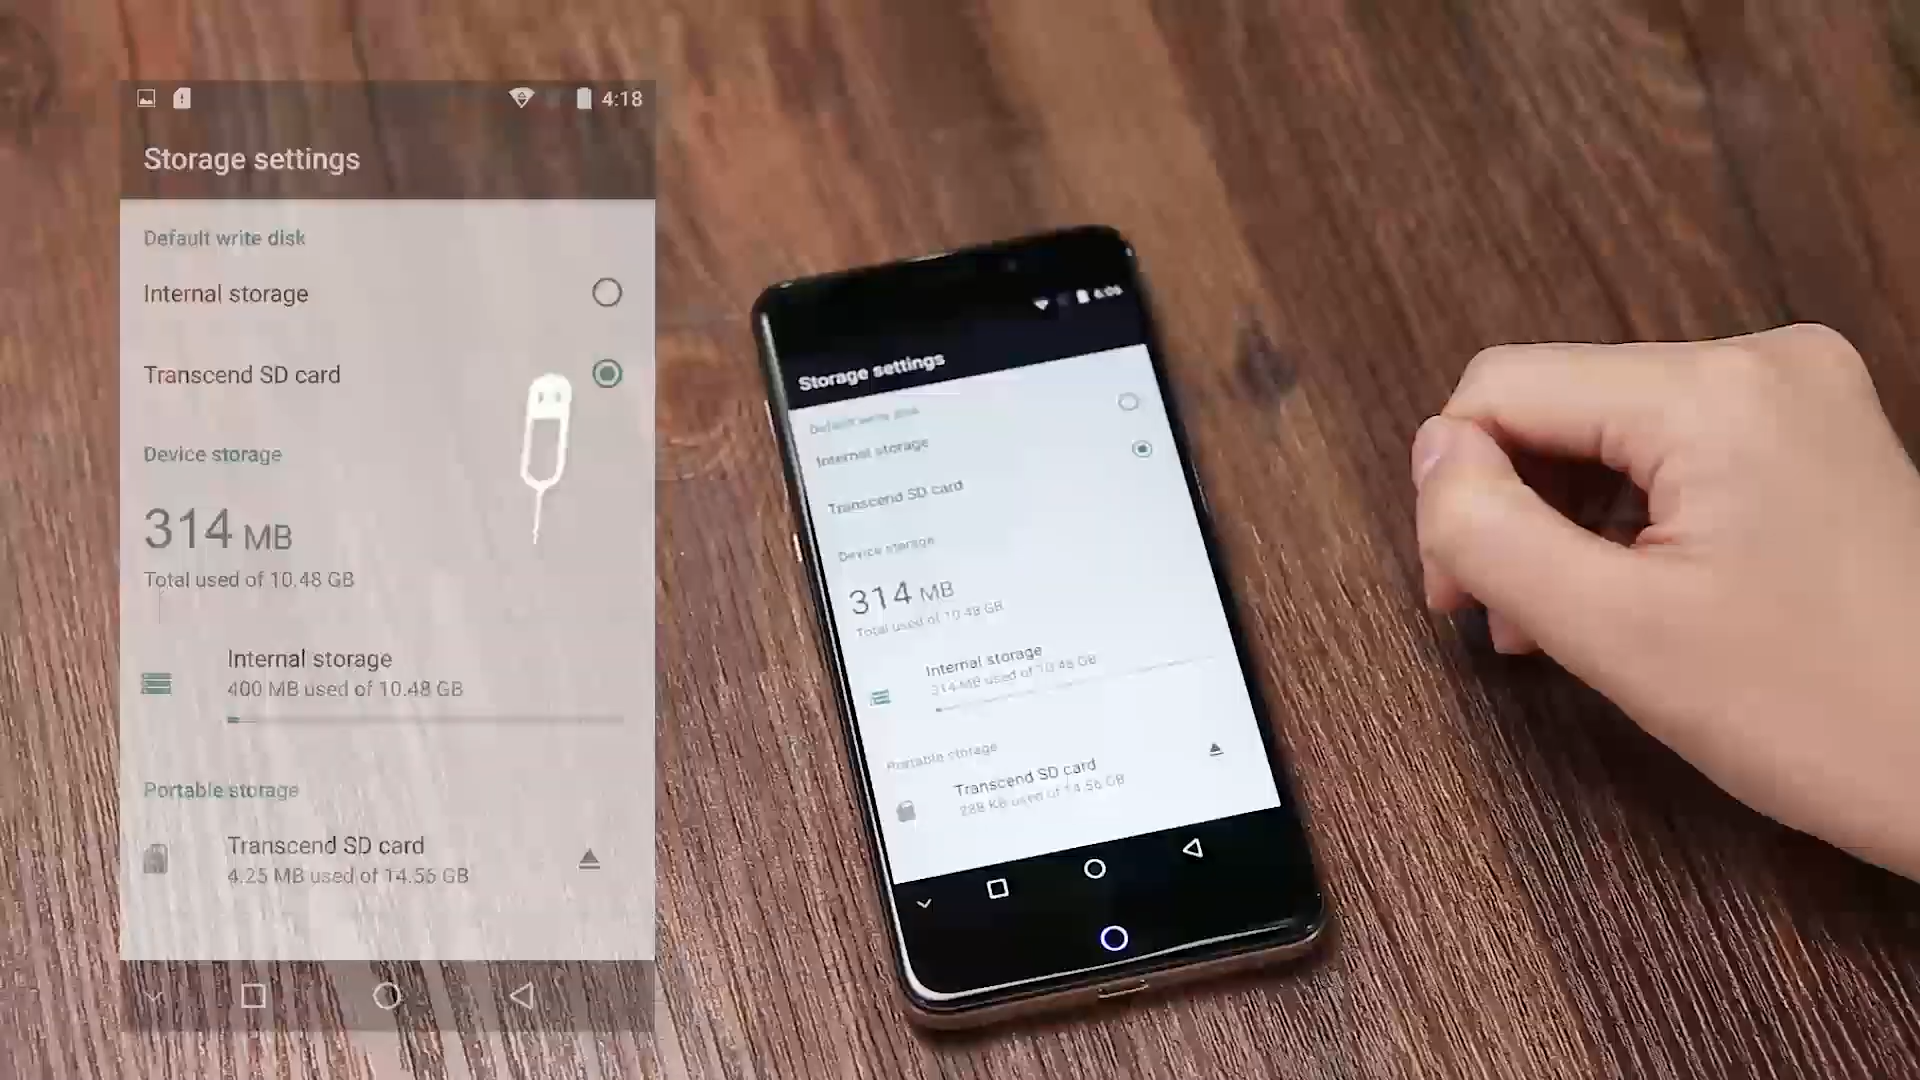 4:18
Storage settings
Default write disk
Internal storage
Transcend SD card
Device storage
314 MB
Total used of 10.48 GB
Internal storage
400 MB used of 10.48 GB
Portable storage
Transcend SD card
4.25 MB used of 14.56 GB
Storage settings
Default write disk
Internal storage
Transcend SD card
Device storage
314 MB
Total used of 10.48 GB
Internal storage
314 MB used of 10.48 GB
Portable storage
Transcend SD card
288 KB used of 14.56 GB